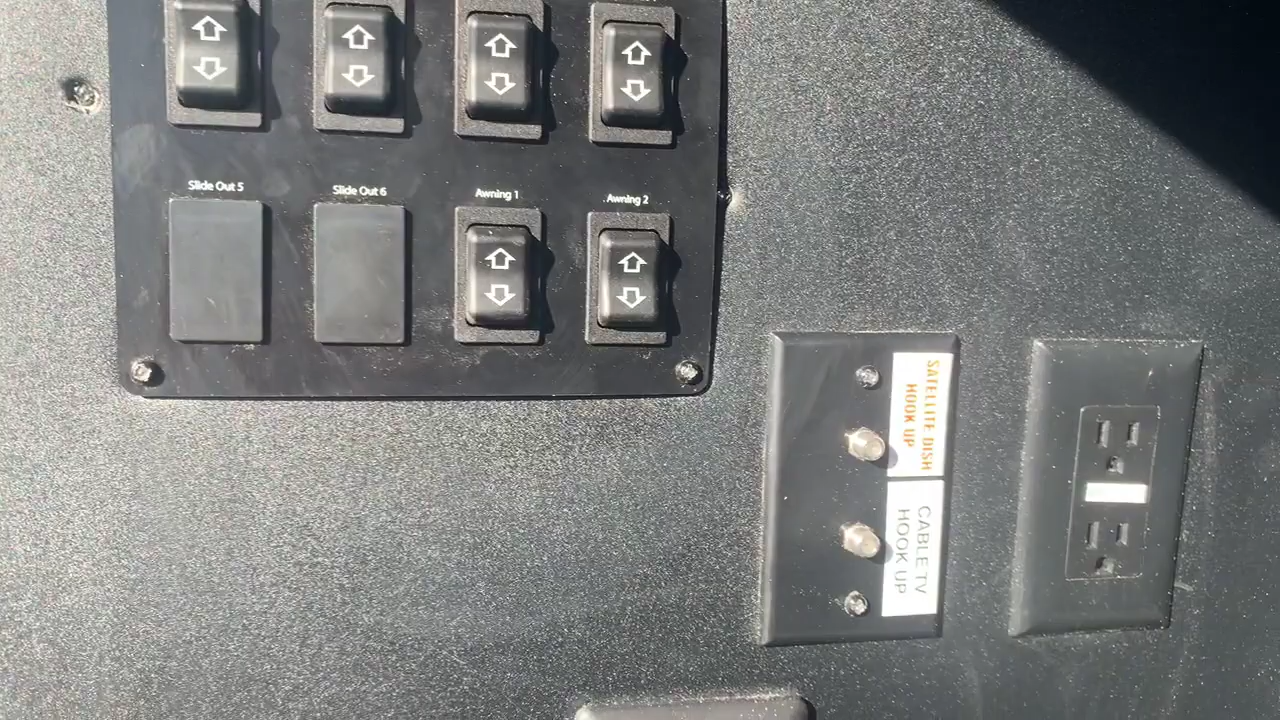 Slide Out 5
Slide Out 6
Awning 1
Awning 2
SATELLITE DISH
HOOK UP
CABLE TV
HOOK UP